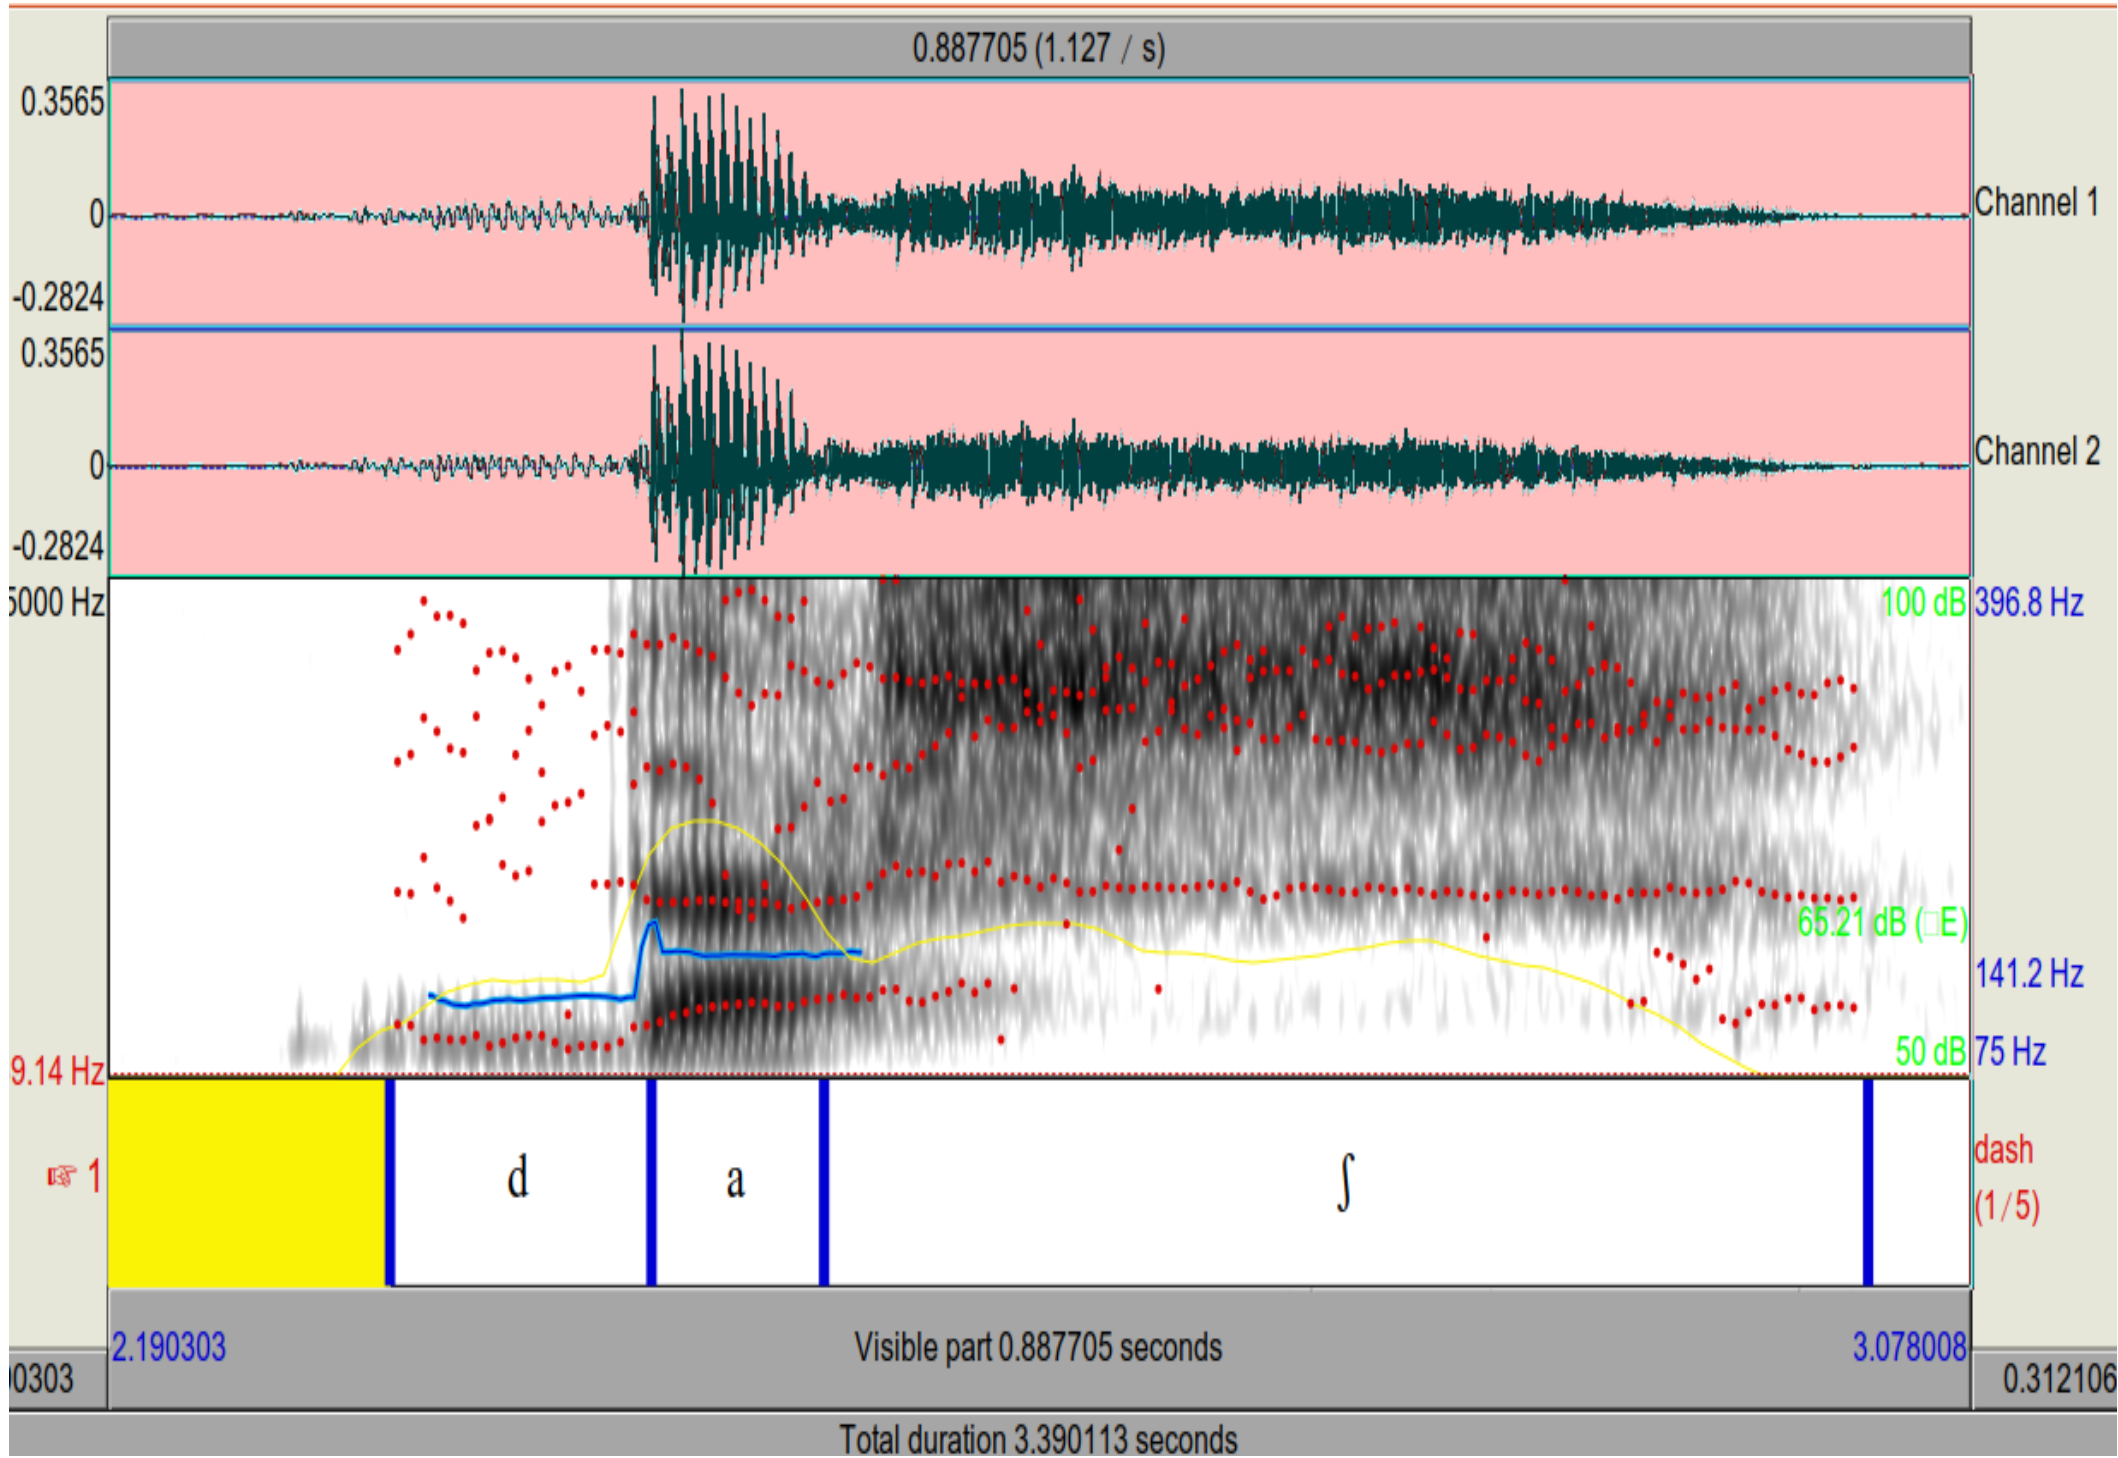 0.887705 (1.127 / s)
0.3565
0
-0.2824
Channel 1
0.3565
0
-0.2824
Channel 2
5000 Hz
100 dB
396.8 Hz
65.21 dB (□E)
141.2 Hz
9.14 Hz
50 dB
75 Hz
☞ 1
d
a
ʃ
dash
(1/5)
2.190303
Visible part 0.887705 seconds
3.078008
0303
0.312106
Total duration 3.390113 seconds